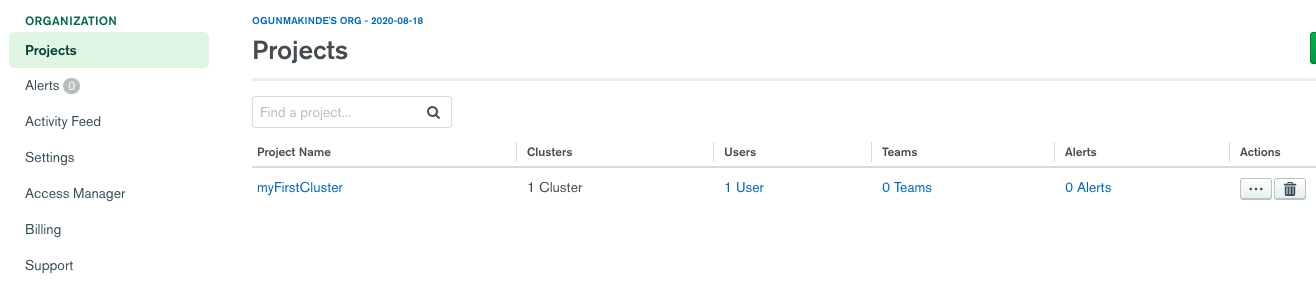 ORGANIZATION
Projects
Alerts 0
Activity Feed
Settings
Access Manager
Billing
Support
OGUNMAKINDE'S ORG - 2020-08-18
Projects
Find a project...
Project Name Clusters Users Teams Alerts Actions
myFirstCluster 1 Cluster 1 User 0 Teams 0 Alerts